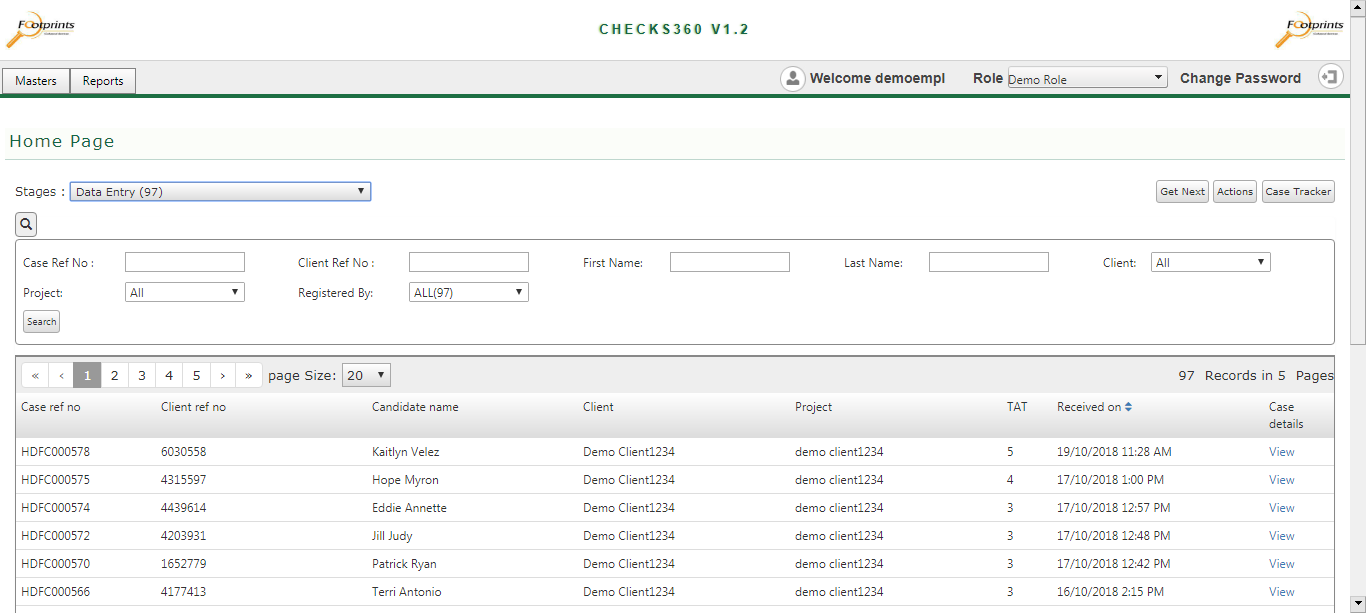 Footprints
CHECKS360 V1.2
Footprints
Masters Reports Welcome demoempl Role Demo Role Change Password
Home Page
Stages : Data Entry (97) Get Next Actions Case Tracker
Case Ref No : Client Ref No : First Name: Last Name: Client: All
Project: All Registered By: ALL(97)
Search
« ‹ 1 2 3 4 5 › » page Size: 20 97 Records in 5 Pages
Case ref no Client ref no Candidate name Client Project TAT Received on Case
details
HDFC000578 6030558 Kaitlyn Velez Demo Client1234 demo client1234 5 19/10/2018 11:28 AM View
HDFC000575 4315597 Hope Myron Demo Client1234 demo client1234 4 17/10/2018 1:00 PM View
HDFC000574 4439614 Eddie Annette Demo Client1234 demo client1234 3 17/10/2018 12:57 PM View
HDFC000572 4203931 Jill Judy Demo Client1234 demo client1234 3 17/10/2018 12:48 PM View
HDFC000570 1652779 Patrick Ryan Demo Client1234 demo client1234 3 17/10/2018 12:42 PM View
HDFC000566 4177413 Terri Antonio Demo Client1234 demo client1234 3 16/10/2018 2:15 PM View